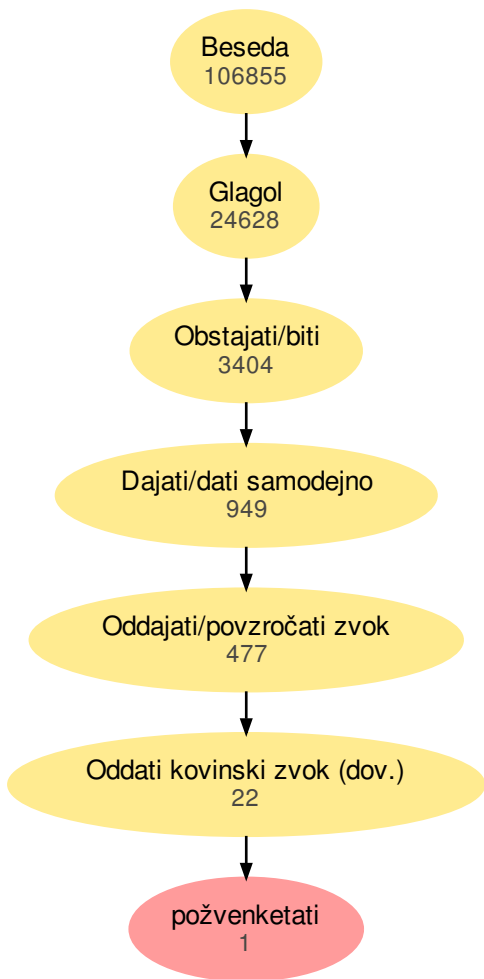 Beseda
106855
Glagol
24628
Obstajati/biti
3404
Dajati/dati samodejno
949
Oddajati/povzročati zvok
477
Oddati kovinski zvok (dov.)
22
požvenketati
1